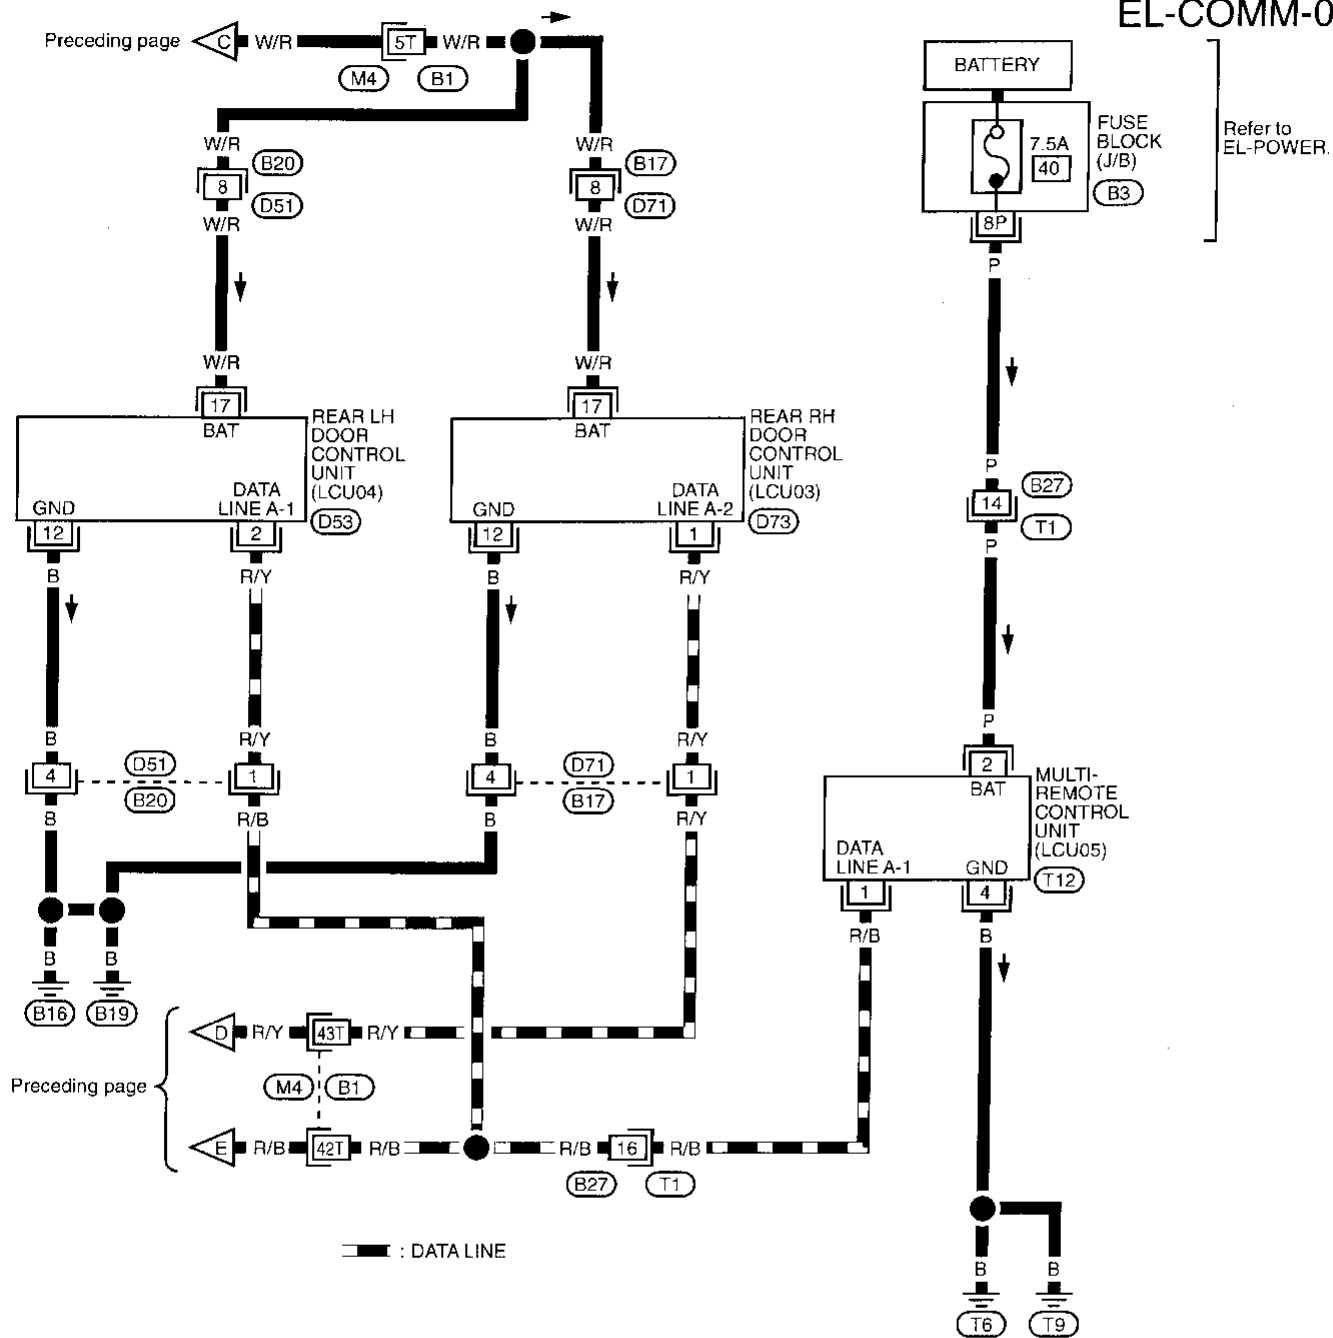 EL-COMM-0
Preceding page C W/R 5T W/R
M4 B1
BATTERY
FUSE
BLOCK
(J/B)
B3
7.5A
40
8P
Refer to
EL-POWER.
W/R
B20
8
D51
W/R
W/R
B17
8
D71
W/R
P
W/R
17
BAT
REAR LH
DOOR
CONTROL
UNIT
(LCU04)
D53
GND
DATA
LINE A-1
12
2
W/R
17
BAT
REAR RH
DOOR
CONTROL
UNIT
(LCU03)
D73
GND
DATA
LINE A-2
12
1
P
B27
14
T1
P
B
R/Y
B
R/Y
B
R/Y
B
R/Y
P
4
D51
B20
1
4
D71
B17
1
B
R/B
B
R/Y
2
BAT
MULTI-
REMOTE
CONTROL
UNIT
(LCU05)
T12
DATA
LINE A-1
GND
1
4
R/B
B
B
B
B16
B19
Preceding page
D R/Y 43T R/Y
M4 B1
E R/B 42T R/B
R/B 16 R/B
B27 T1
: DATA LINE
B
B
T6
T9